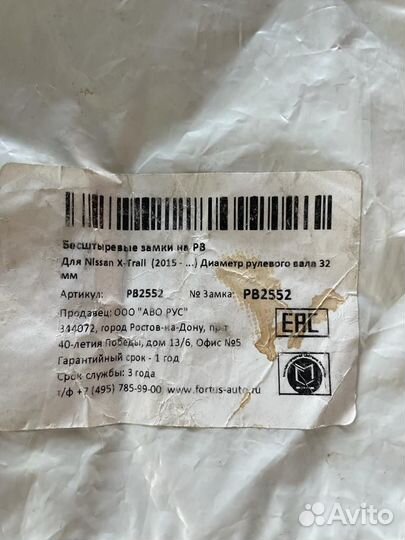 Бесштыревые замки на РВ
Для Nissan X-Trail (2015 - ...) Диаметр рулевого вала 32
мм
Артикул: PB2552 № Замка: PB2552
Продавец: ООО "АВО РУС"
344072, город Ростов-на-Дону, пр-т
40-летия Победы, дом 13/6, Офис №5
Гарантийный срок - 1 год
Срок службы: 3 года
т/ф +7 (495) 785-99-00 www.fortus-auto.ru
EAC
Avito